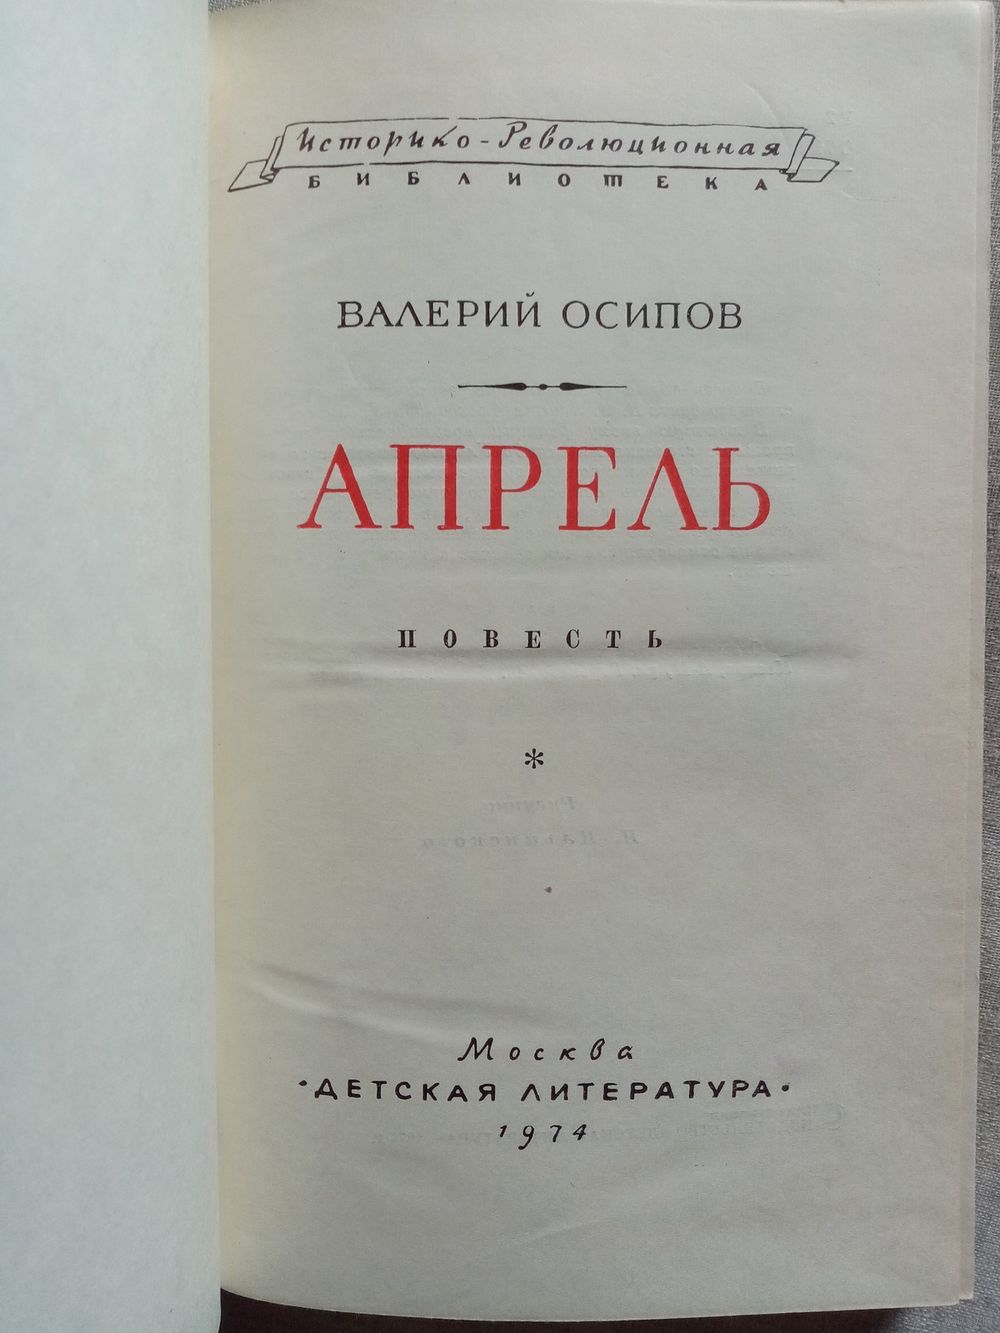 Историко-Революционная
БИБЛИОТЕКА
ВАЛЕРИЙ ОСИПОВ
АПРЕЛЬ
ПОВЕСТЬ
*
Москва
"ДЕТСКАЯ ЛИТЕРАТУРА"
1974